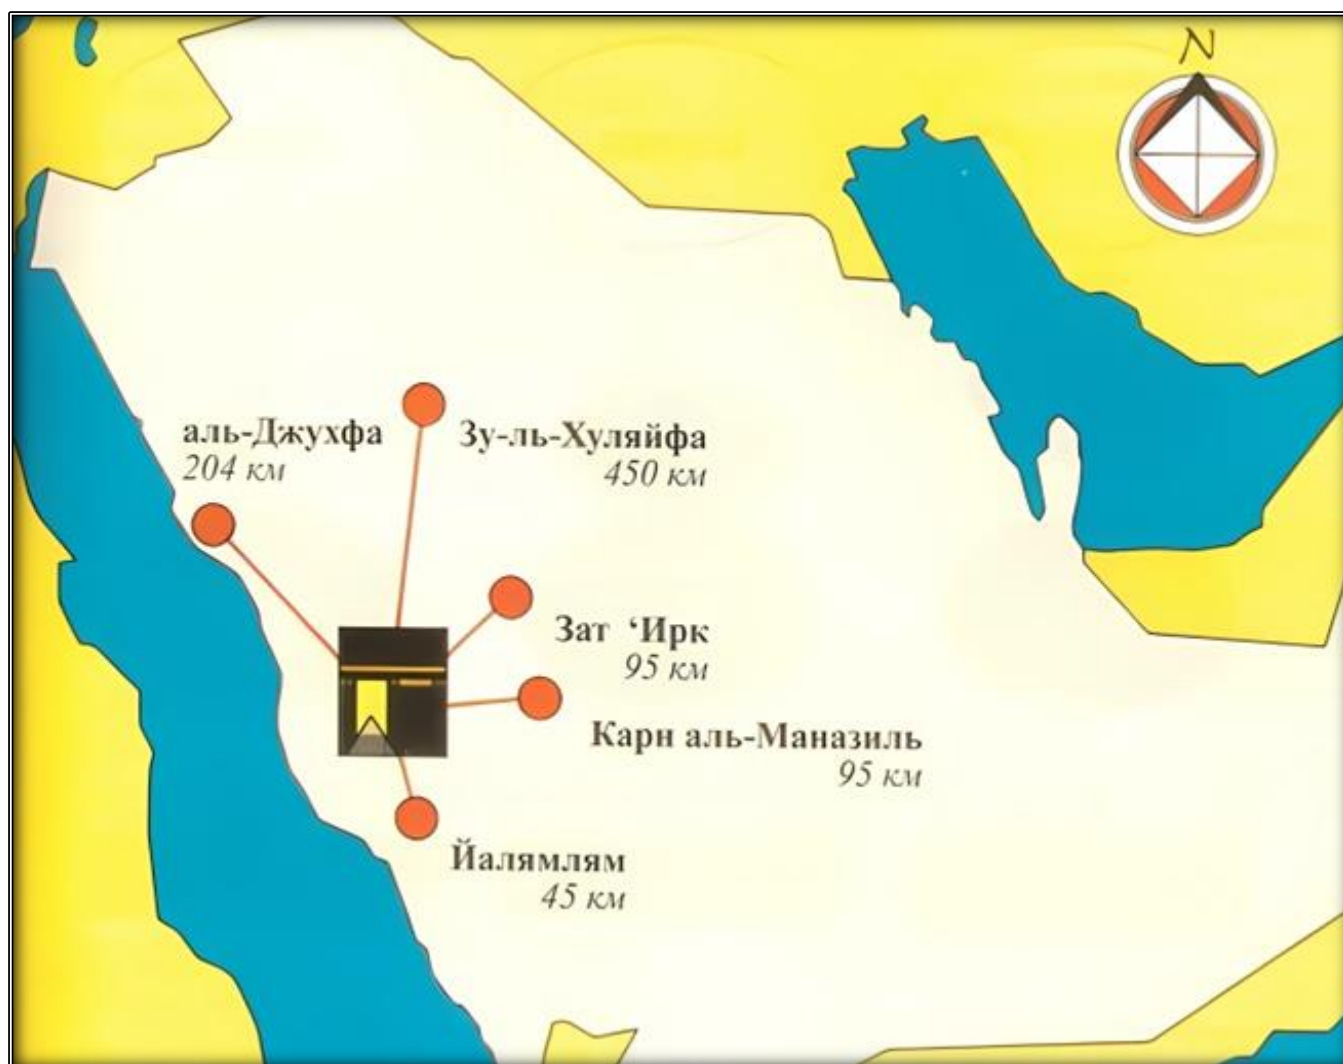 N
аль-Джухфа
204 км
Зу-ль-Хуляйфа
450 км
Зат ‘Ирк
95 км
Карн аль-Маназиль
95 км
Йалямлям
45 км